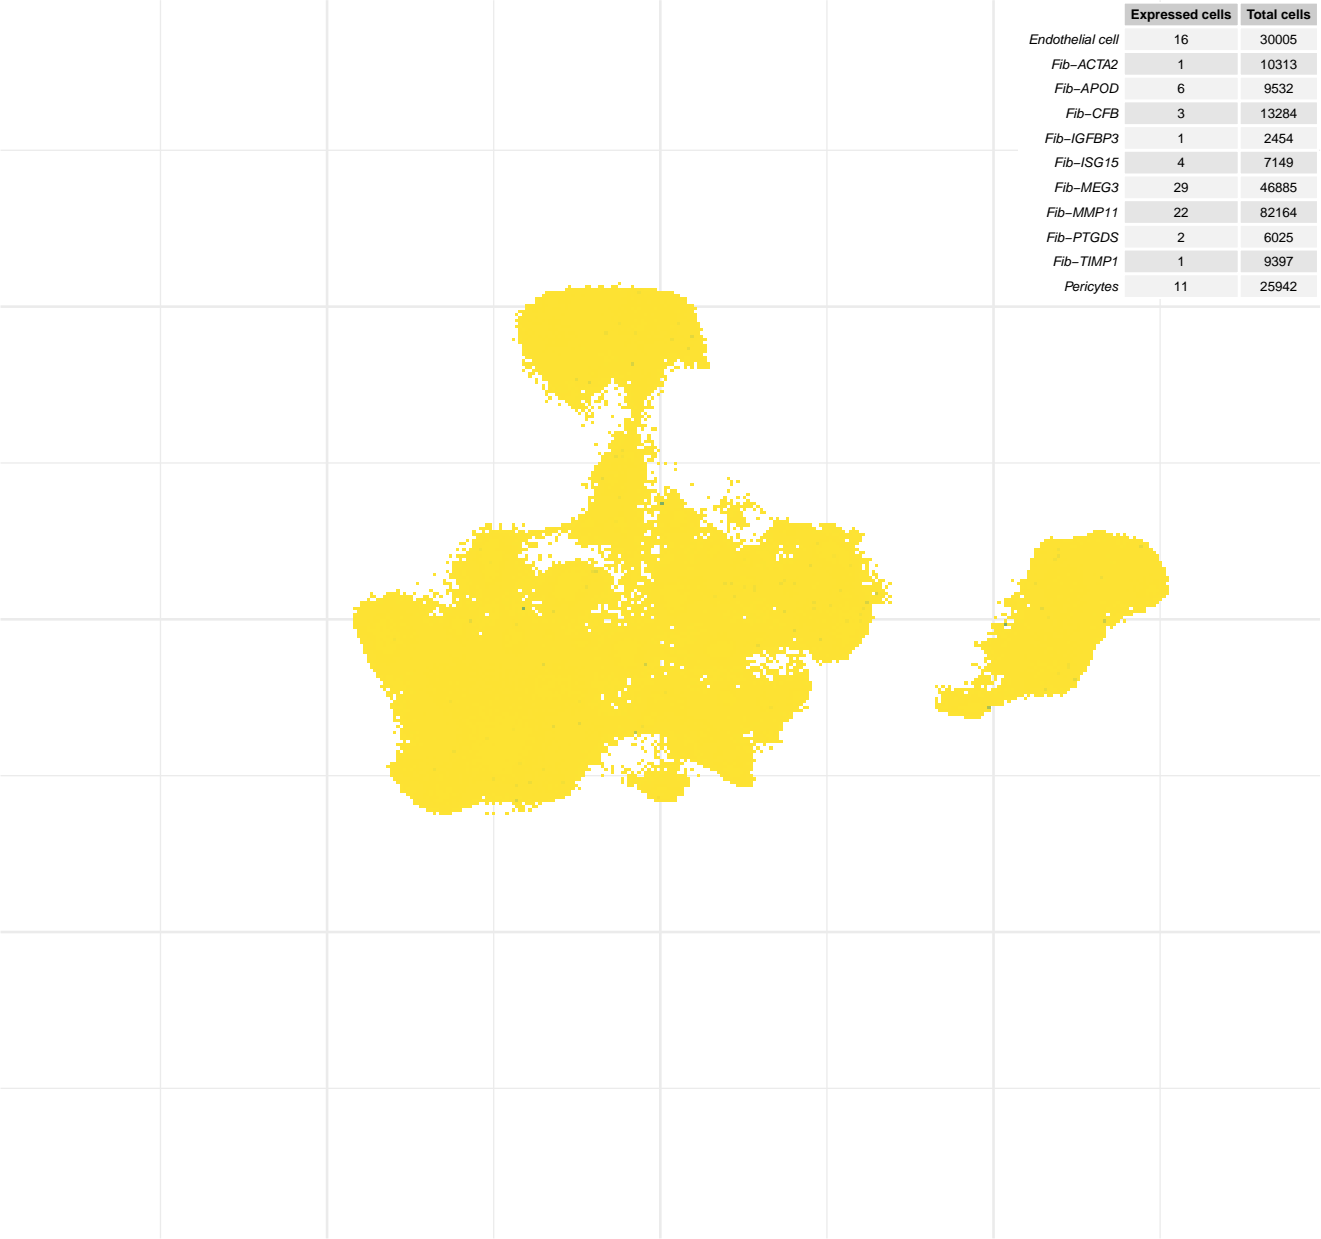 Expressed cells Total cells
Endothelial cell 16 30005
Fib−ACTA2 1 10313
Fib−APOD 6 9532
Fib−CFB 3 13284
Fib−IGFBP3 1 2454
Fib−ISG15 4 7149
Fib−MEG3 29 46885
Fib−MMP11 22 82164
Fib−PTGDS 2 6025
Fib−TIMP1 1 9397
Pericytes 11 25942